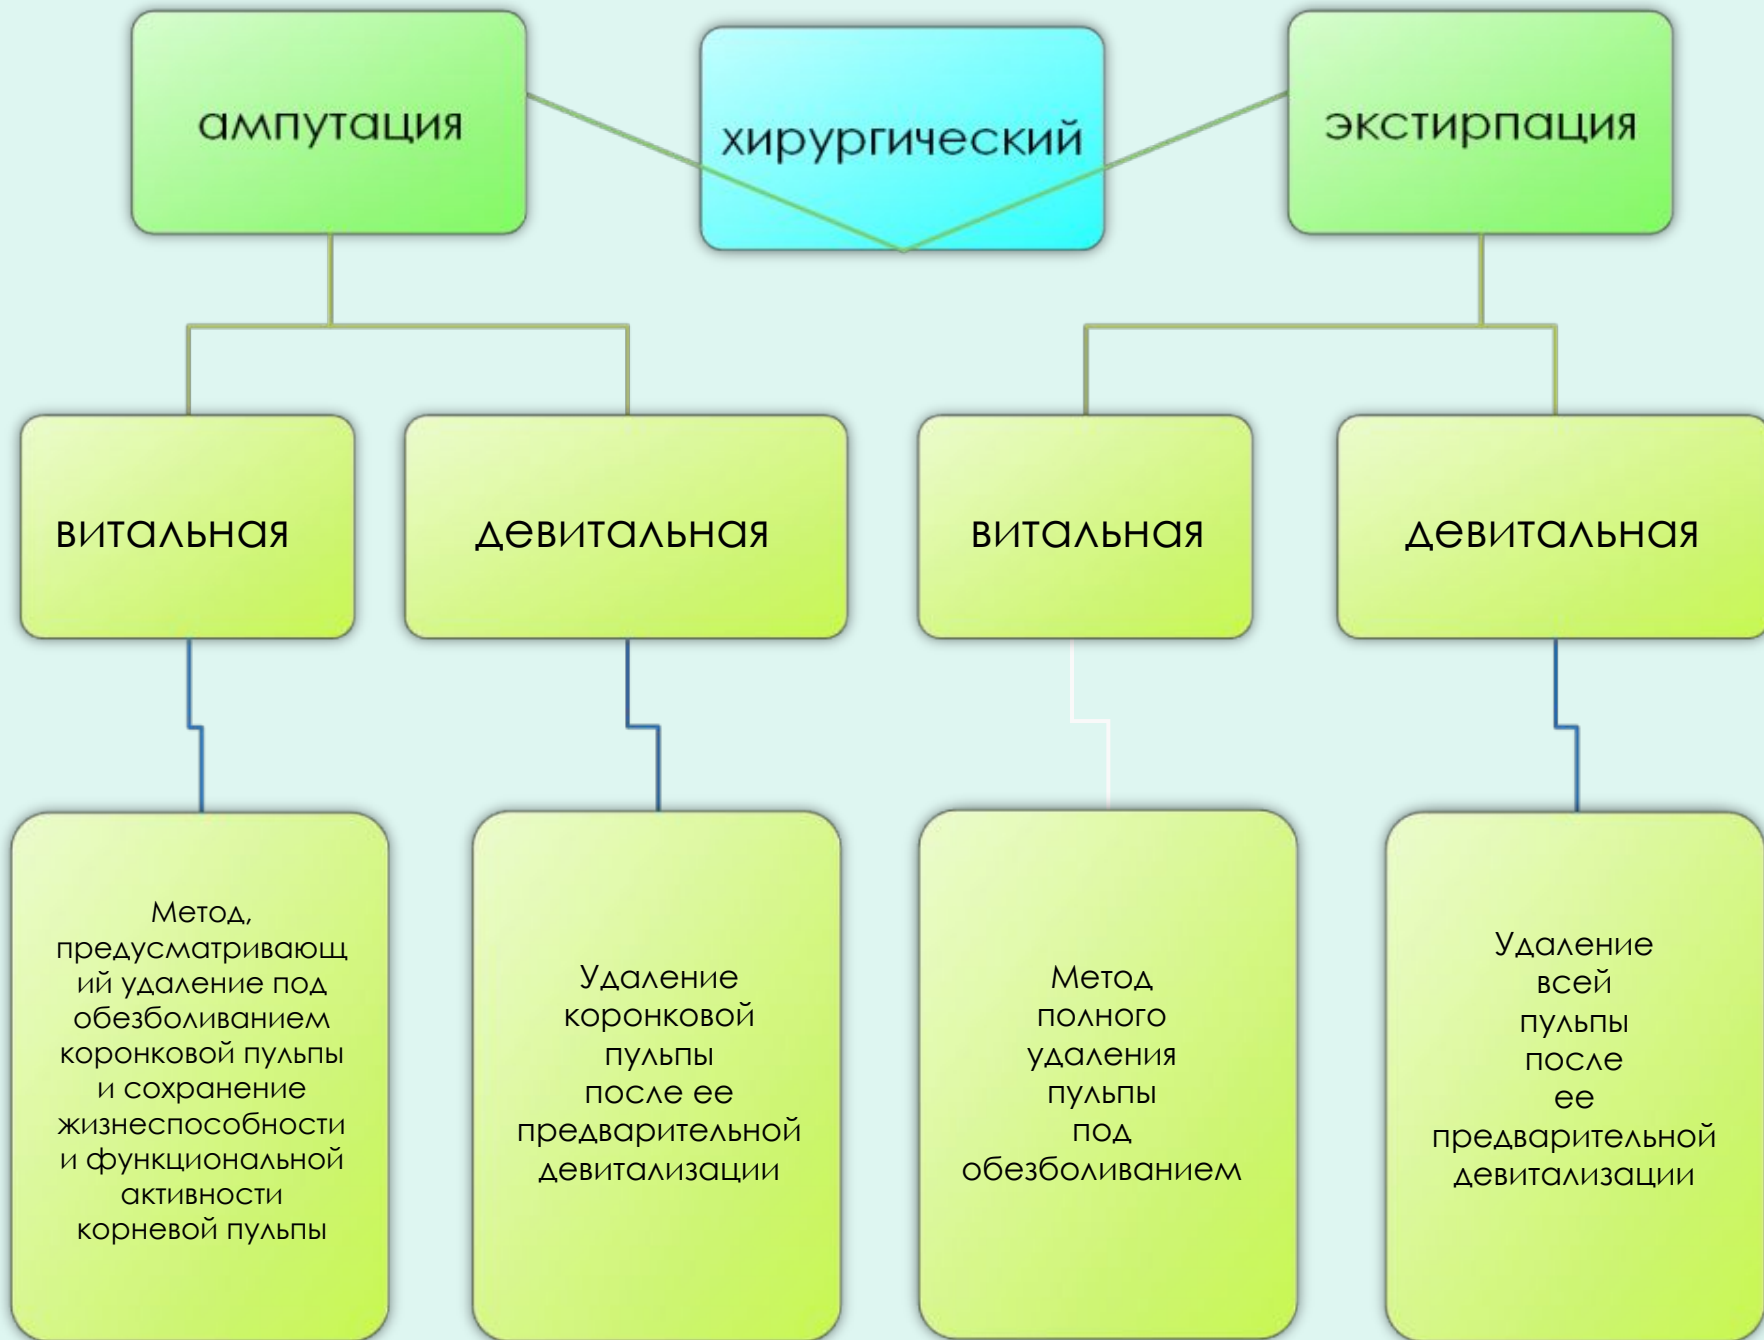 ампутация
хирургический
экстирпация
витальная
девитальная
витальная
девитальная
Метод,
предусматривающ
ий удаление под
обезболиванием
коронковой пульпы
и сохранение
жизнеспособности
и функциональной
активности
корневой пульпы
Удаление
коронковой
пульпы
после ее
предварительной
девитализации
Метод
полного
удаления
пульпы
под
обезболиванием
Удаление
всей
пульпы
после
ее
предварительной
девитализации